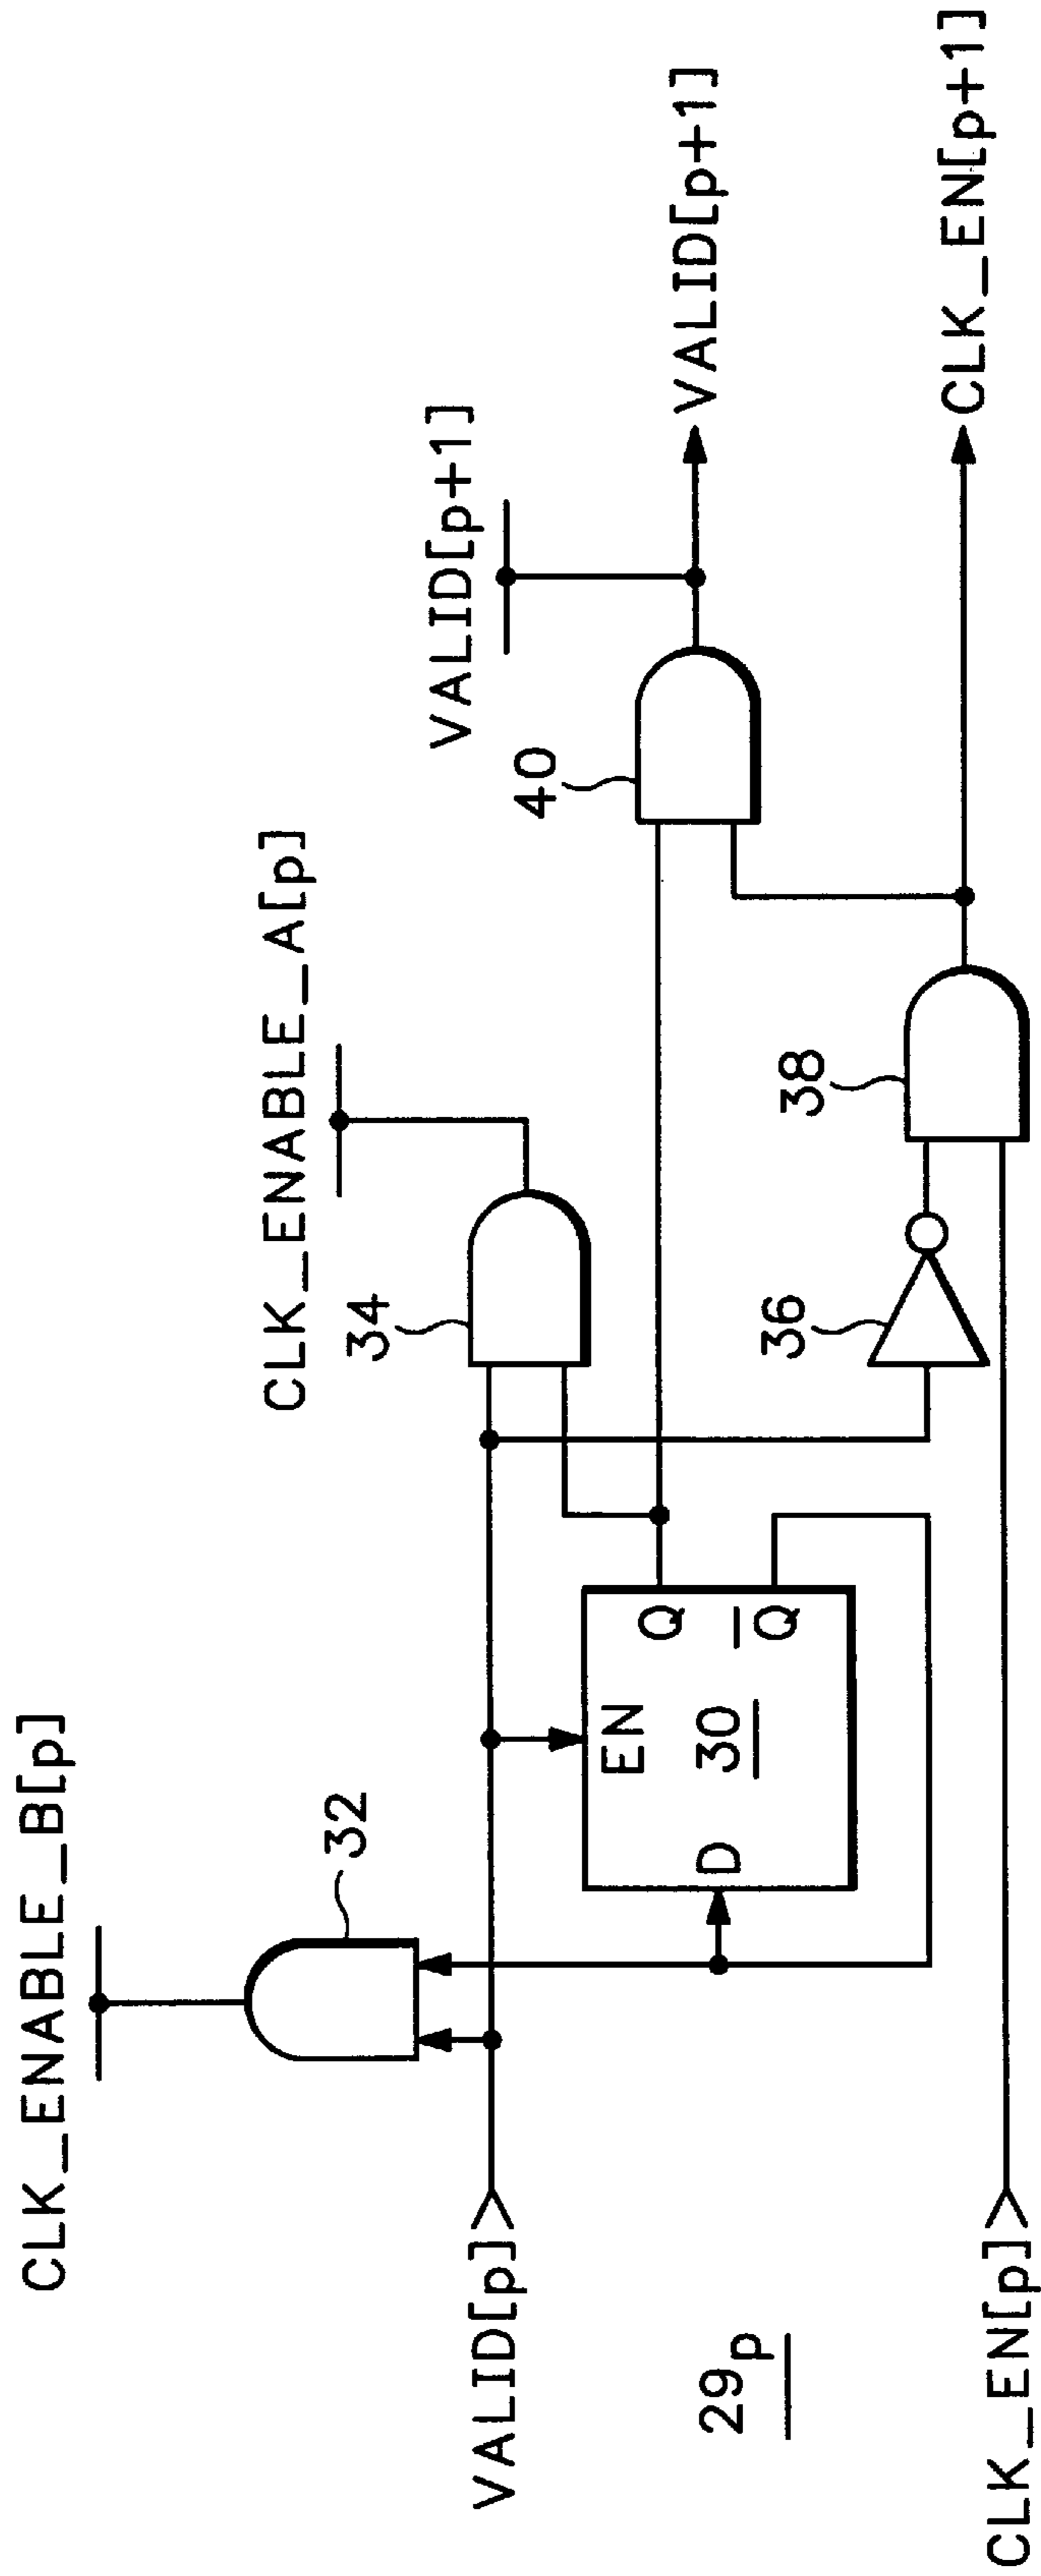 CLK_ENABLE_B[p]
32
CLK_ENABLE_A[p]
34
VALID[p+1]
40
VALID[p+1]
VALID[p]
EN
30
D
Q
Q
36
38
CLK_EN[p+1]
CLK_EN[p]
29p